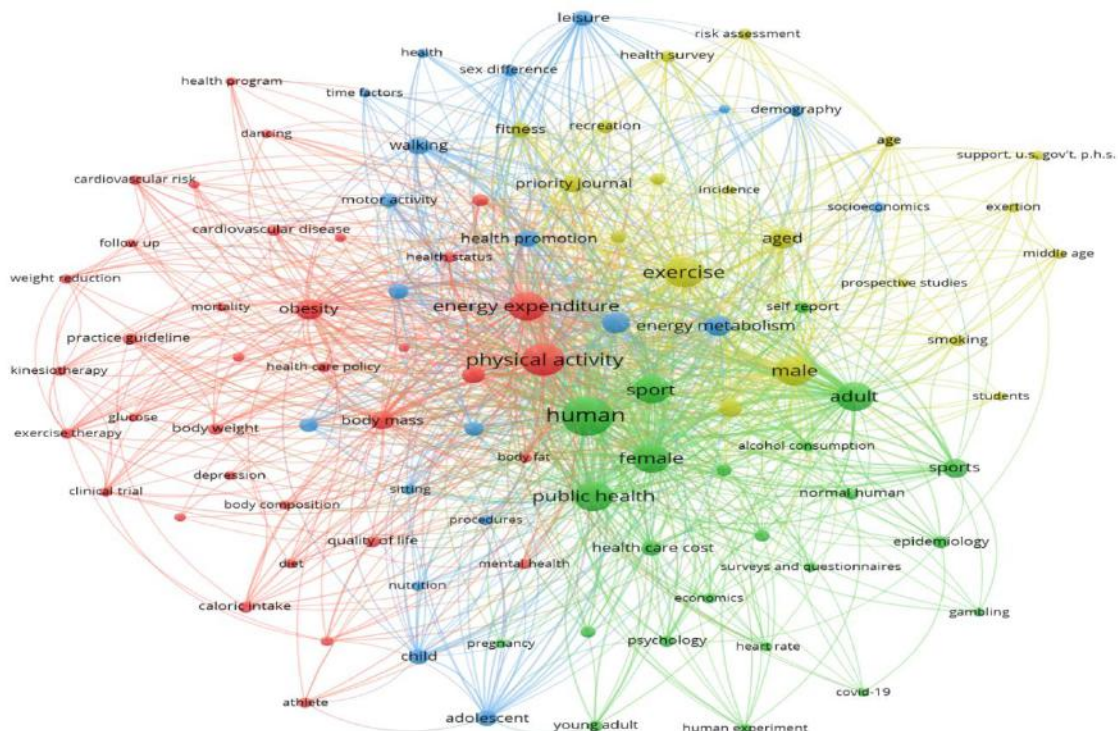 leisure
risk assessment
health
health survey
sex difference
health program
time factors
demography
dancing
fitness
recreation
walking
age
support, u.s. gov't, p.h.s.
cardiovascular risk
priority journal
incidence
motor activity
socioeconomics
exertion
cardiovascular disease
health promotion
aged
follow up
health status
middle age
weight reduction
exercise
prospective studies
mortality
obesity
energy expenditure
self report
energy metabolism
practice guideline
smoking
physical activity
kinesiotherapy
health care policy
male
sport
adult
students
glucose
human
exercise therapy
body weight
body mass
alcohol consumption
body fat
female
sports
depression
clinical trial
sitting
public health
normal human
body composition
procedures
quality of life
health care cost
epidemiology
diet
mental health
surveys and questionnaires
nutrition
economics
caloric intake
gambling
pregnancy
psychology
heart rate
child
covid-19
athlete
adolescent
young adult
human experiment